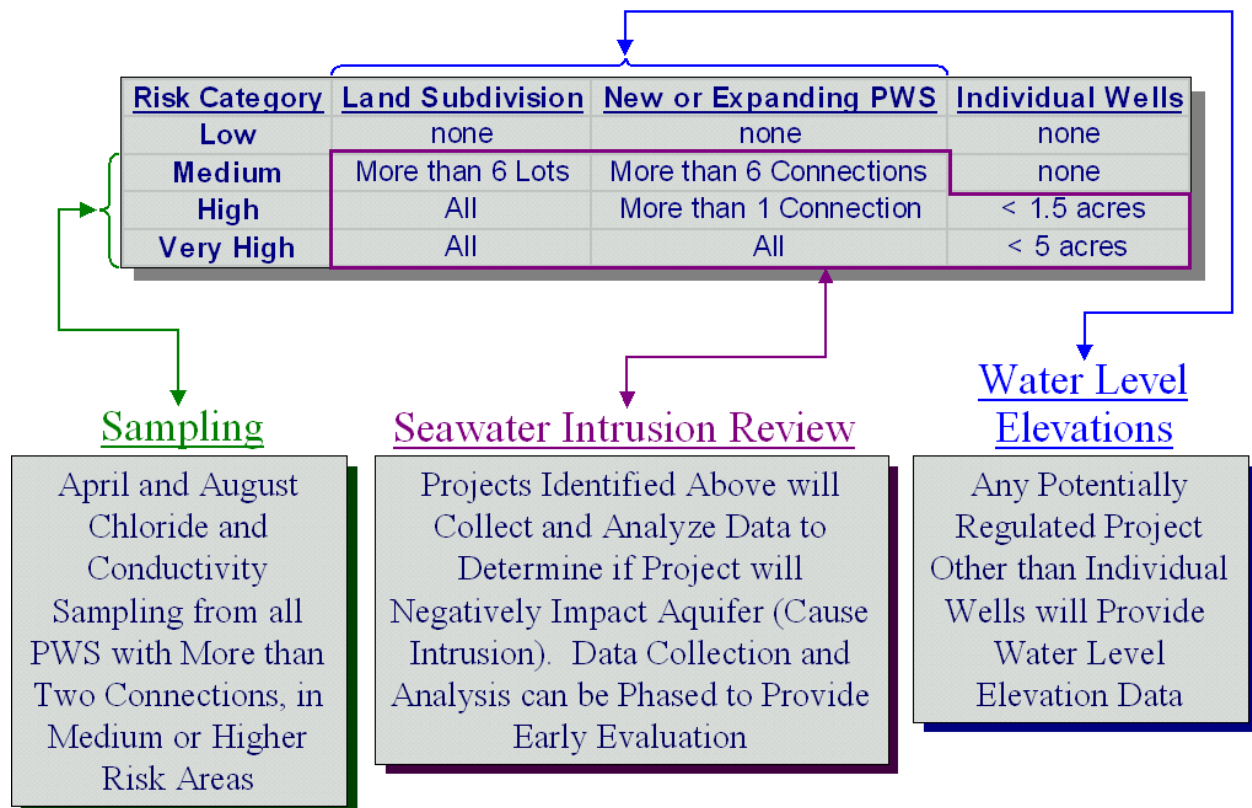 Risk Category Land Subdivision New or Expanding PWS Individual Wells
Low none none none
Medium More than 6 Lots More than 6 Connections none
High All More than 1 Connection < 1.5 acres
Very High All All < 5 acres
Sampling
April and August
Chloride and
Conductivity
Sampling from all
PWS with More than
Two Connections, in
Medium or Higher
Risk Areas
Seawater Intrusion Review
Projects Identified Above will
Collect and Analyze Data to
Determine if Project will
Negatively Impact Aquifer (Cause
Intrusion). Data Collection and
Analysis can be Phased to Provide
Early Evaluation
Water Level
Elevations
Any Potentially
Regulated Project
Other than Individual
Wells will Provide
Water Level
Elevation Data